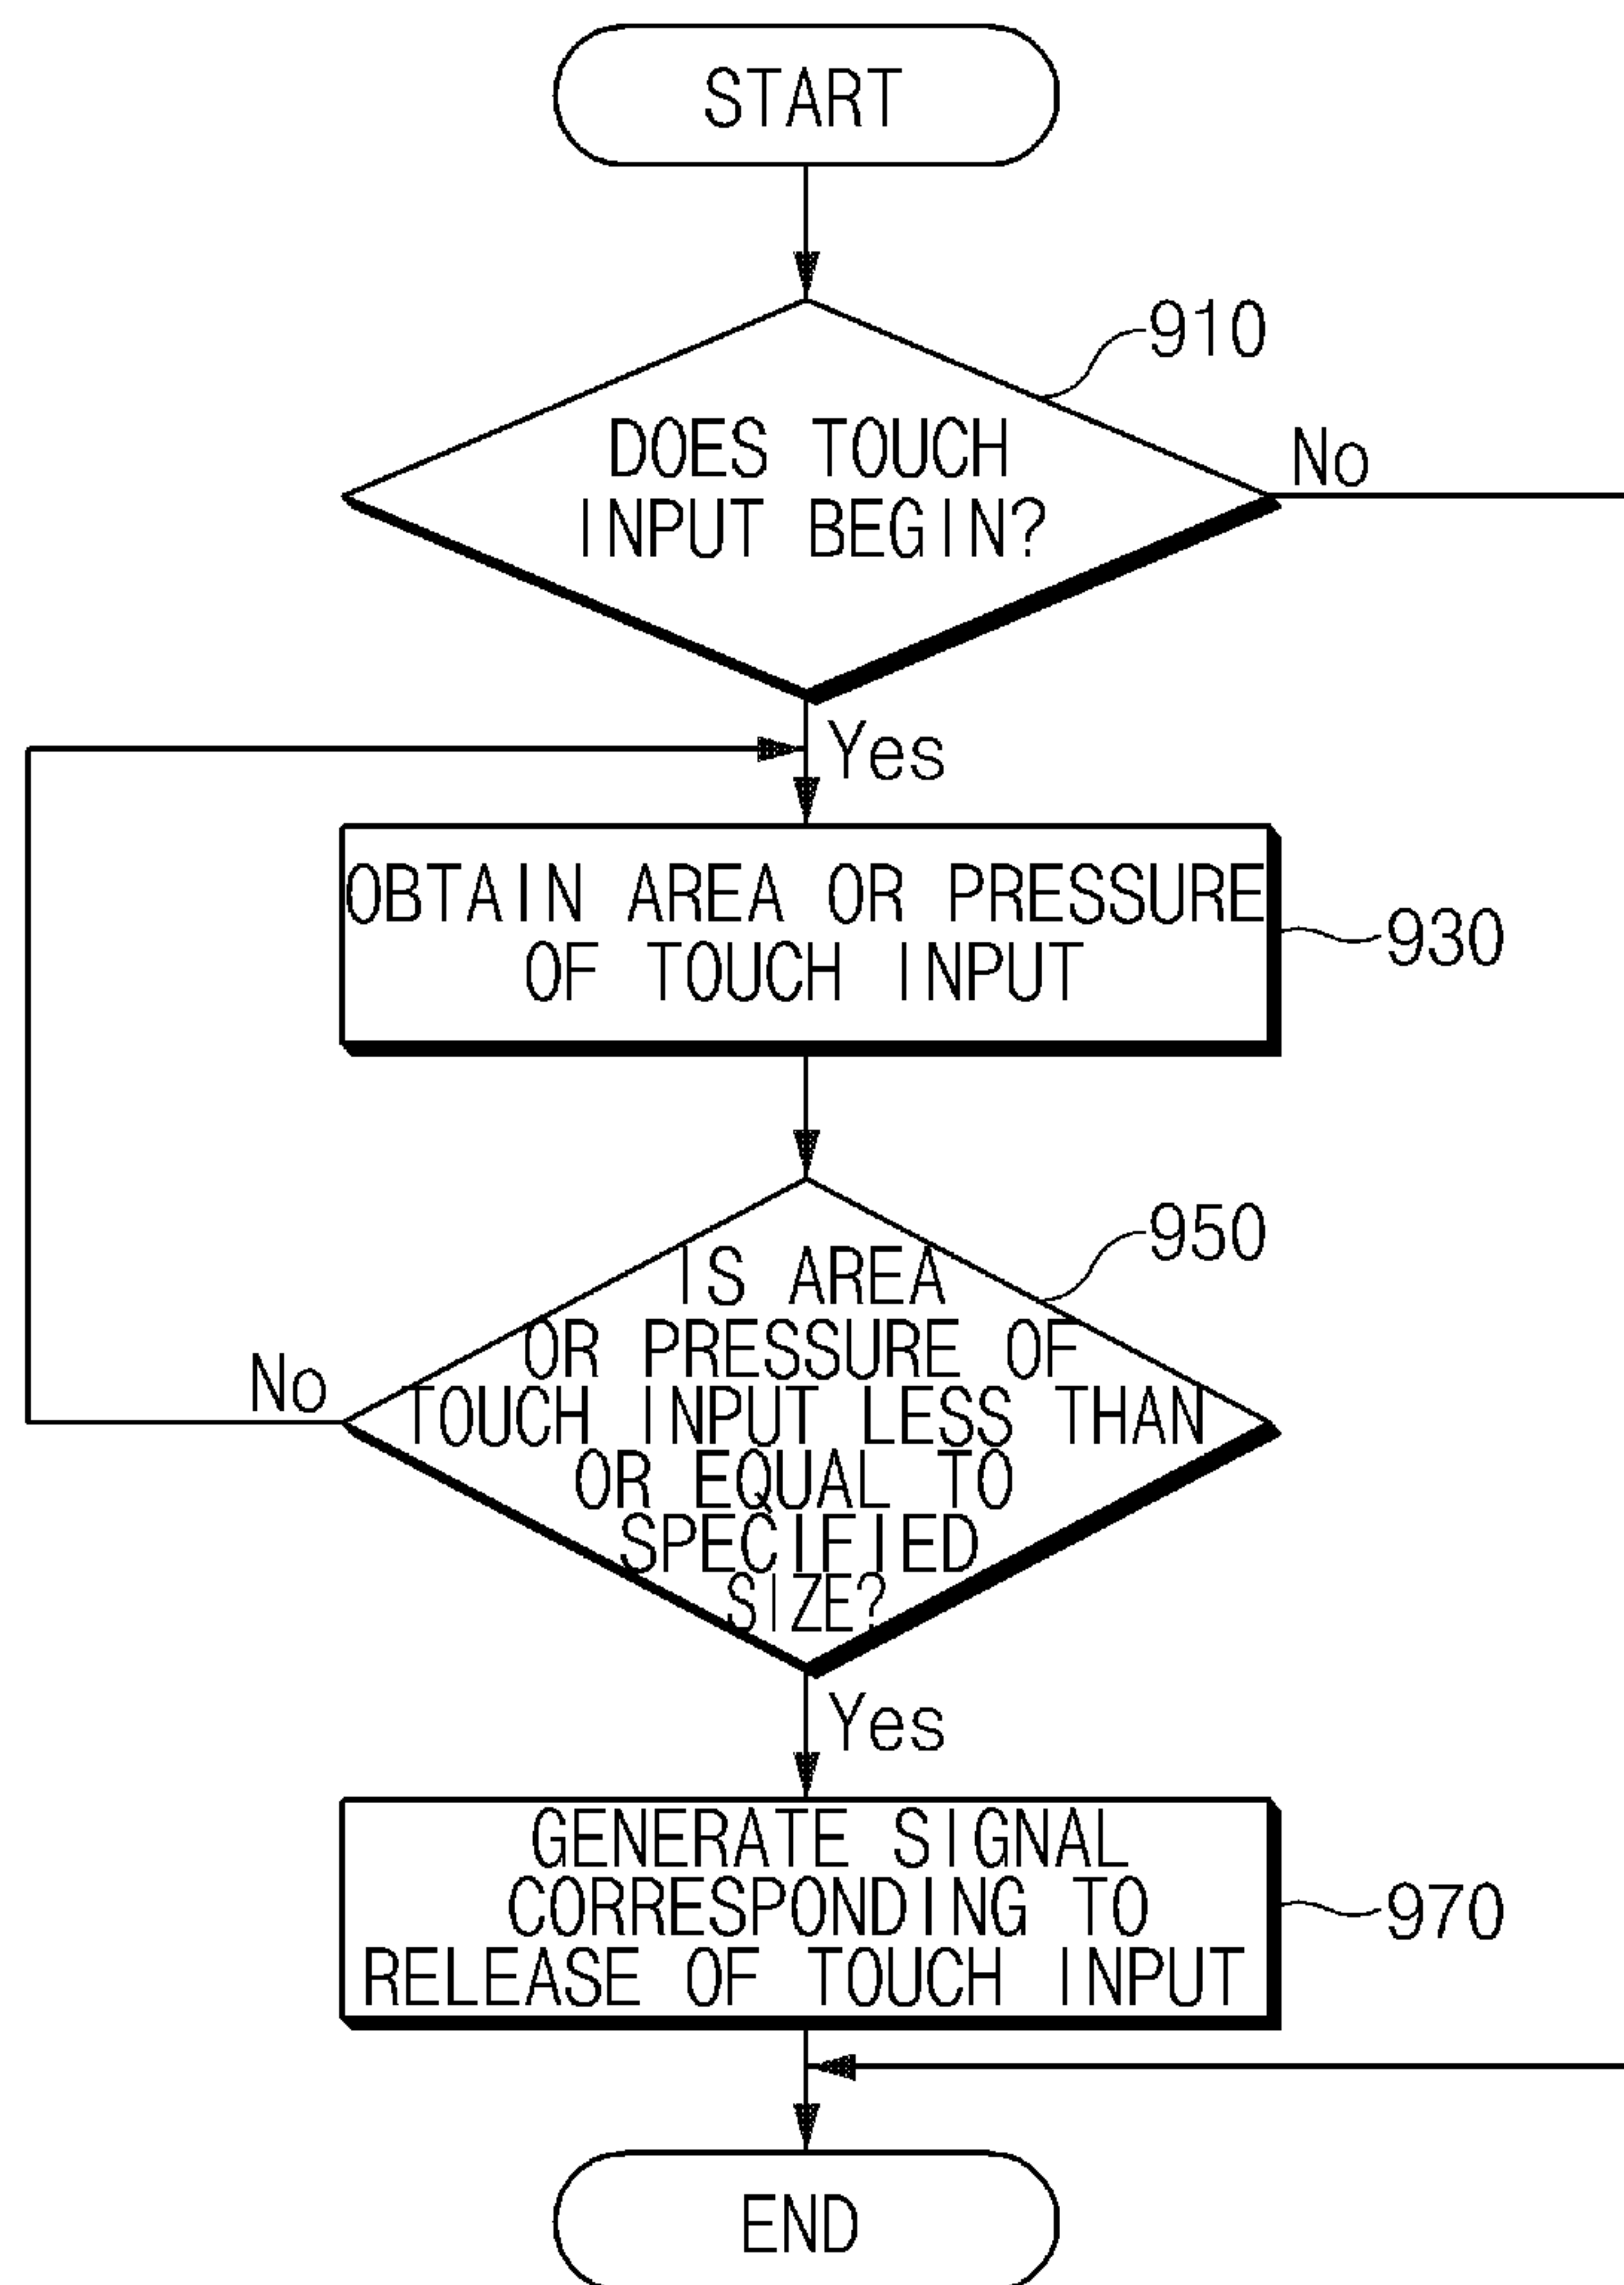 START
910
DOES TOUCH
INPUT BEGIN?
No
Yes
OBTAIN AREA OR PRESSURE
OF TOUCH INPUT
930
950
IS AREA
OR PRESSURE OF
TOUCH INPUT LESS THAN
OR EQUAL TO
SPECIFIED
SIZE?
No
Yes
GENERATE SIGNAL
CORRESPONDING TO
RELEASE OF TOUCH INPUT
970
END